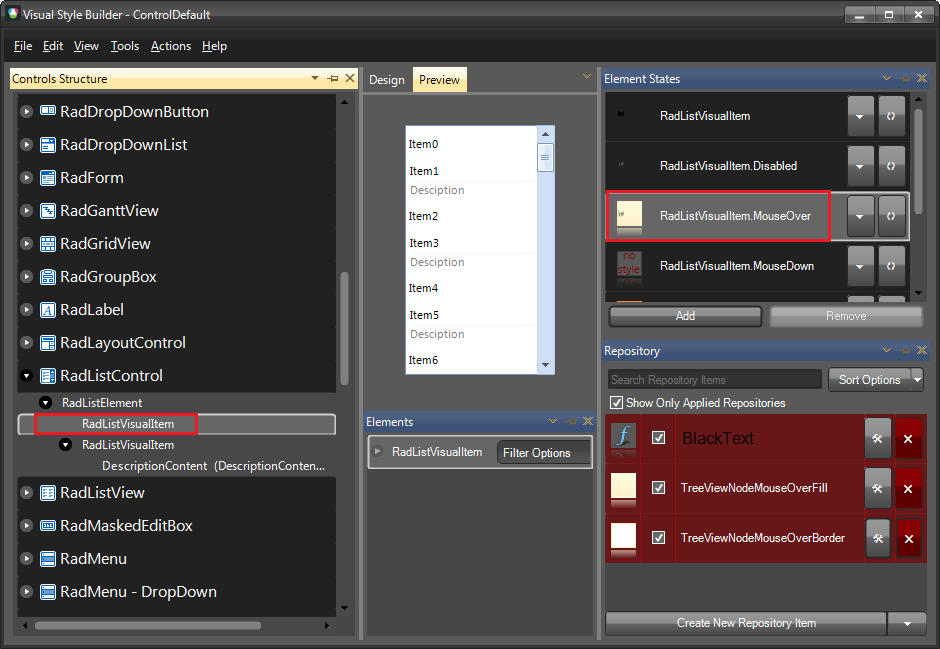 Visual Style Builder - ControlDefault
File Edit View Tools Actions Help
Controls Structure
RadDropDownButton
RadDropDownList
RadForm
RadGanttView
RadGridView
RadGroupBox
RadLabel
RadLayoutControl
RadListControl
RadListElement
RadListVisualItem
RadListVisualItem
DescriptionContent (DescriptionConten...
RadListView
RadMaskedEditBox
RadMenu
RadMenu - DropDown
Design Preview
Item0
Item1
Desciption
Item2
Item3
Desciption
Item4
Item5
Desciption
Item6
Elements
RadListVisualItem Filter Options
Element States
RadListVisualItem
RadListVisualItem.Disabled
RadListVisualItem.MouseOver
no
style
RadListVisualItem.MouseDown
Add Remove
Repository
Search Repository Items Sort Options
Show Only Applied Repositories
BlackText
TreeViewNodeMouseOverFill
TreeViewNodeMouseOverBorder
Create New Repository Item